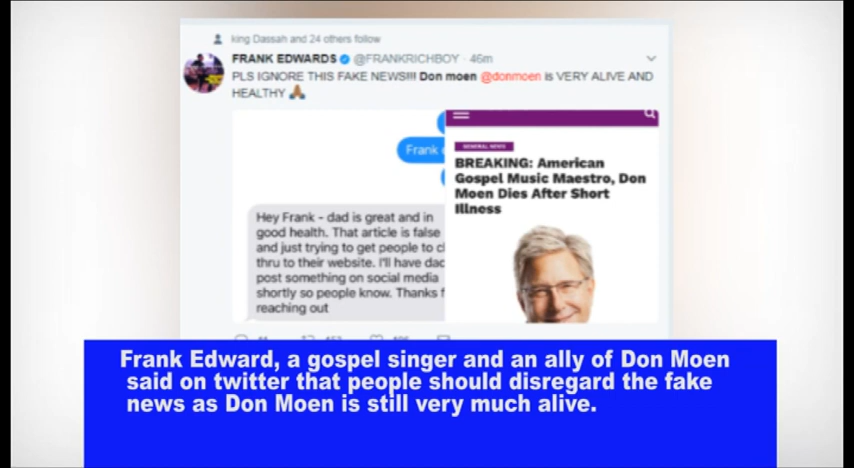 king Dassah and 24 others follow
FRANK EDWARDS @FRANKRICHBOY · 46m
PLS IGNORE THIS FAKE NEWS!!! Don moen @donmoen is VERY ALIVE AND
HEALTHY
Frank
Hey Frank - dad is great and in
good health. That article is false
and just trying to get people to cl
thru to their website. I'll have dad
post something on social media
shortly so people know. Thanks f
reaching out
GENERAL NEWS
BREAKING: American
Gospel Music Maestro, Don
Moen Dies After Short
Illness
Frank Edward, a gospel singer and an ally of Don Moen
said on twitter that people should disregard the fake
news as Don Moen is still very much alive.